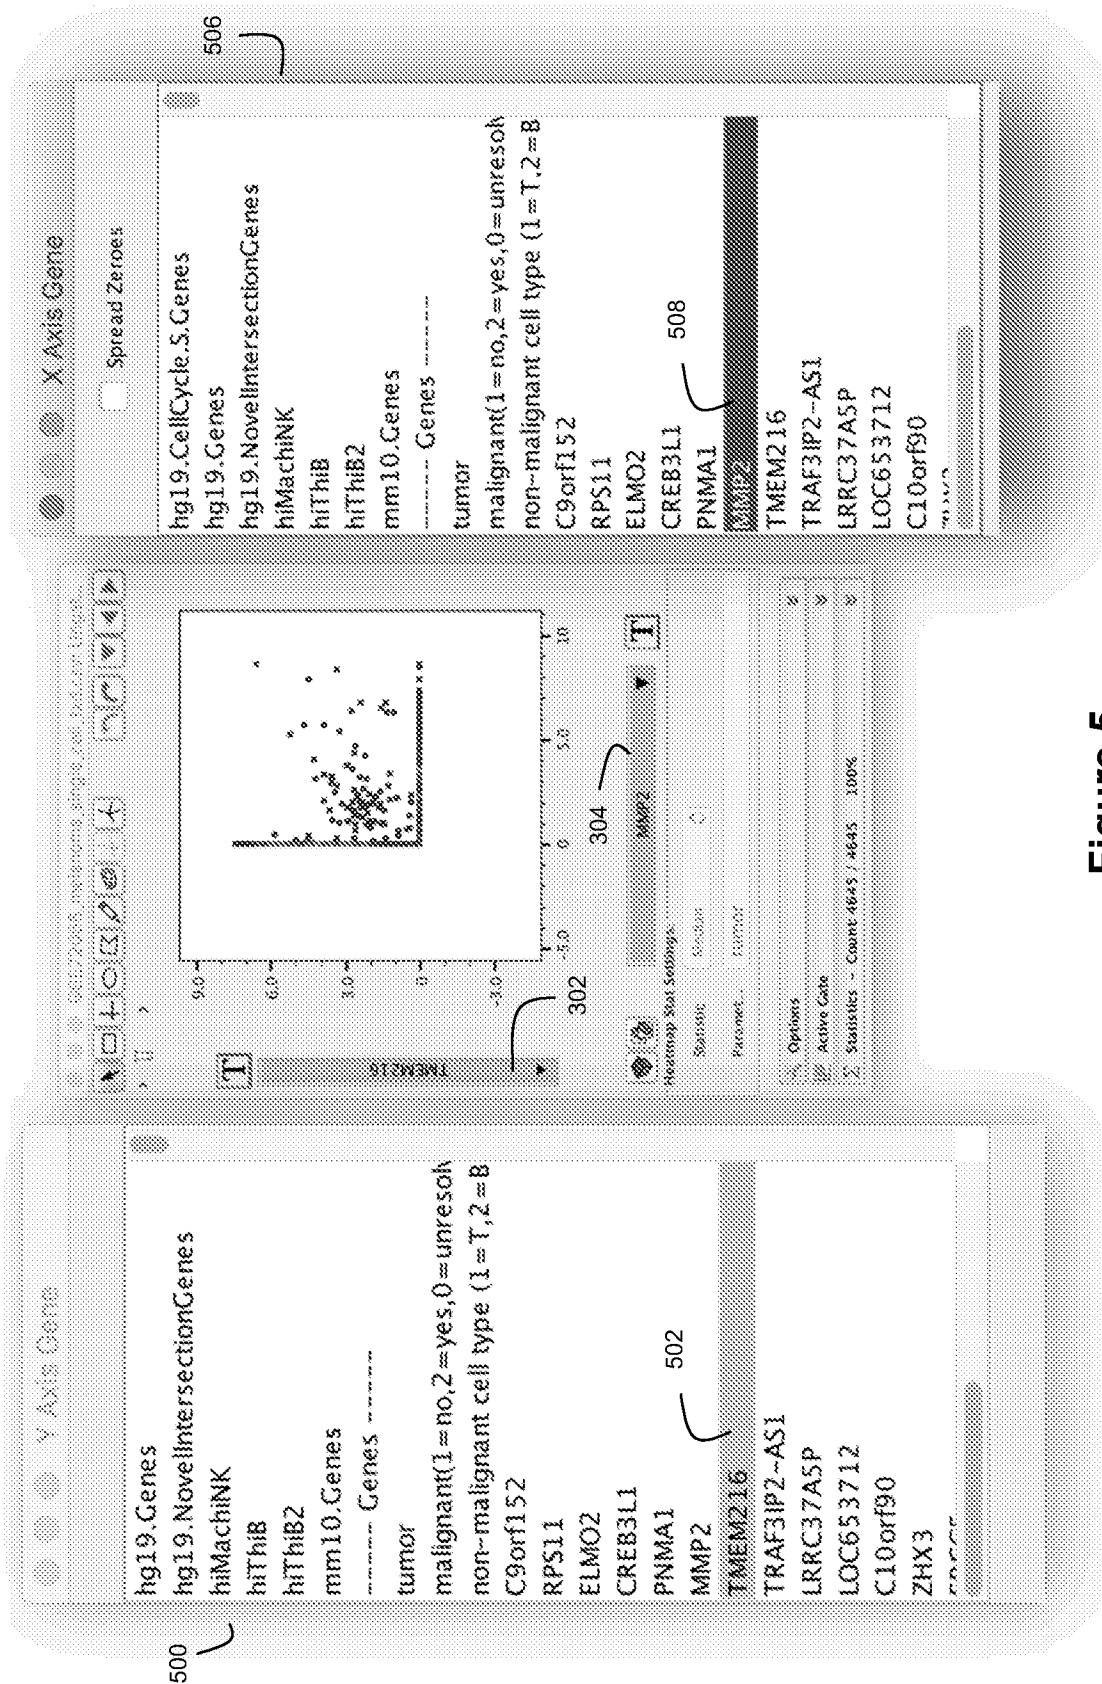 500
Y Axis Gene
hg19.Genes
hg19.NovelIntersectionGenes
hiMachiNK
hiThiB
hiThiB2
mm10.Genes
------- Genes ------
tumor
malignant(1=no,2=yes,0=unresolv
non-malignant cell type (1=T,2=B
C9orf152
RPS11
ELMO2
CREB3L1
PNMA1
MMP2
TMEM216
TRAF3IP2-AS1
LRRC37A5P
LOC653712
C10orf90
ZHX3
502
T
TMEM216
302
9.0
6.0
3.0
0
-3.0
-5.0
0
5.0
10
MMP2
T
304
Heatmap Stat Settings...
Statistic
Median
Paramet...
tumor
Options
Active Gate
Σ Statistics - Count 4645 / 4645 100%
506
X Axis Gene
Spread Zeroes
hg19.CellCycle.S.Genes
hg19.Genes
hg19.NovelIntersectionGenes
hiMachiNK
hiThiB
hiThiB2
mm10.Genes
------- Genes ------
tumor
malignant(1=no,2=yes,0=unresolv
non-malignant cell type (1=T,2=B
C9orf152
RPS11
ELMO2
CREB3L1
PNMA1
MMP2
TMEM216
TRAF3IP2-AS1
LRRC37A5P
LOC653712
C10orf90
508
Figure 5